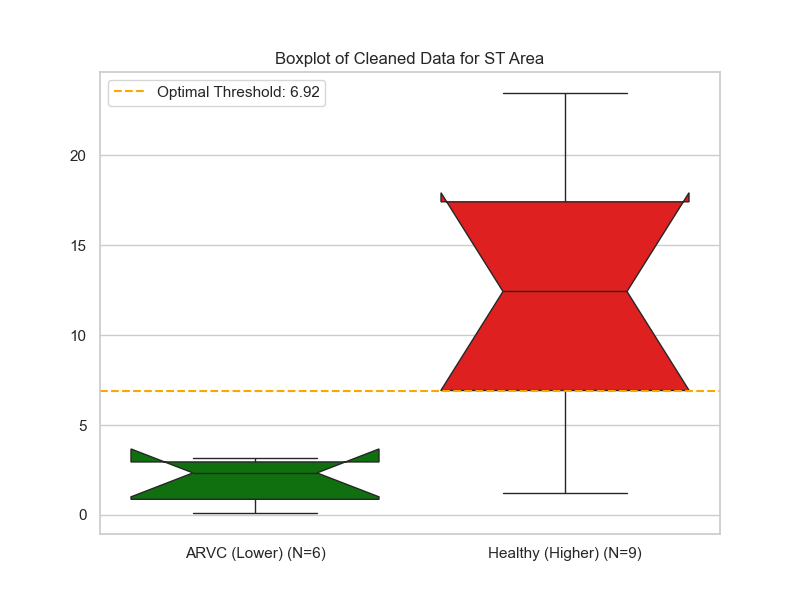 Boxplot of Cleaned Data for ST Area
Optimal Threshold: 6.92
20
15
10
5
0
ARVC (Lower) (N=6)
Healthy (Higher) (N=9)